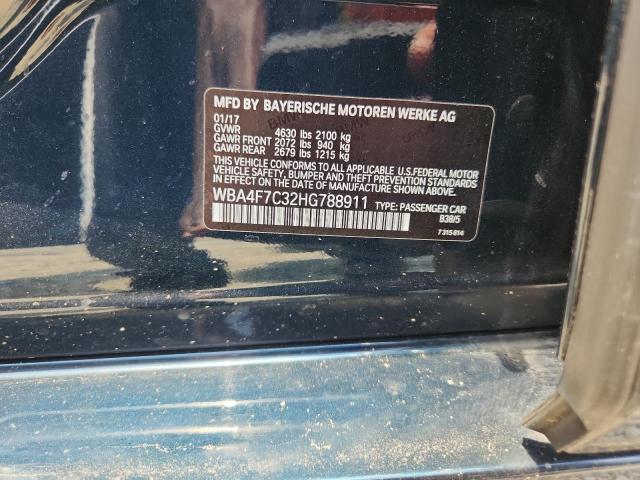 MFD BY BAYERISCHE MOTOREN WERKE AG
01/17
GVWR 4630 lbs 2100 kg
GAWR FRONT 2072 lbs 940 kg
GAWR REAR 2679 lbs 1215 kg
THIS VEHICLE CONFORMS TO ALL APPLICABLE U.S.FEDERAL MOTOR
VEHICLE SAFETY, BUMPER AND THEFT PREVENTION STANDARDS
IN EFFECT ON THE DATE OF MANUFACTURE SHOWN ABOVE.
WBA4F7C32HG788911 TYPE: PASSENGER CAR
B38/5
7315814